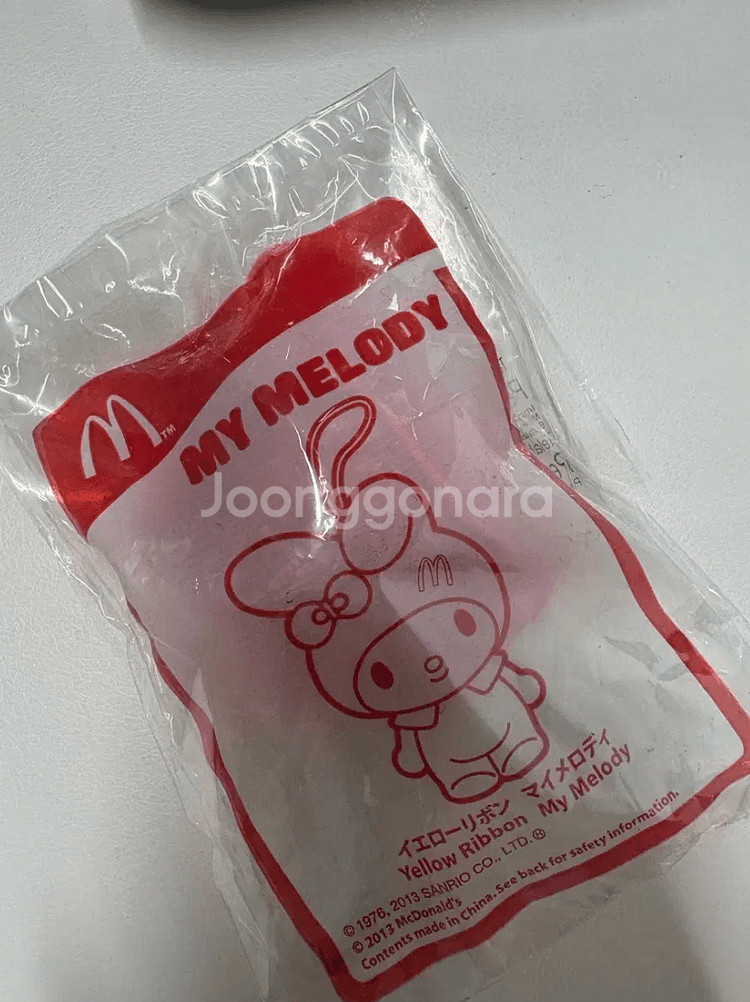 MY MELODY
TM
Joonggonara
イエローリボン マイメロディ
Yellow Ribbon My Melody
© 1976, 2013 SANRIO CO., LTD. ®
© 2013 McDonald's
Contents made in China. See back for safety information.